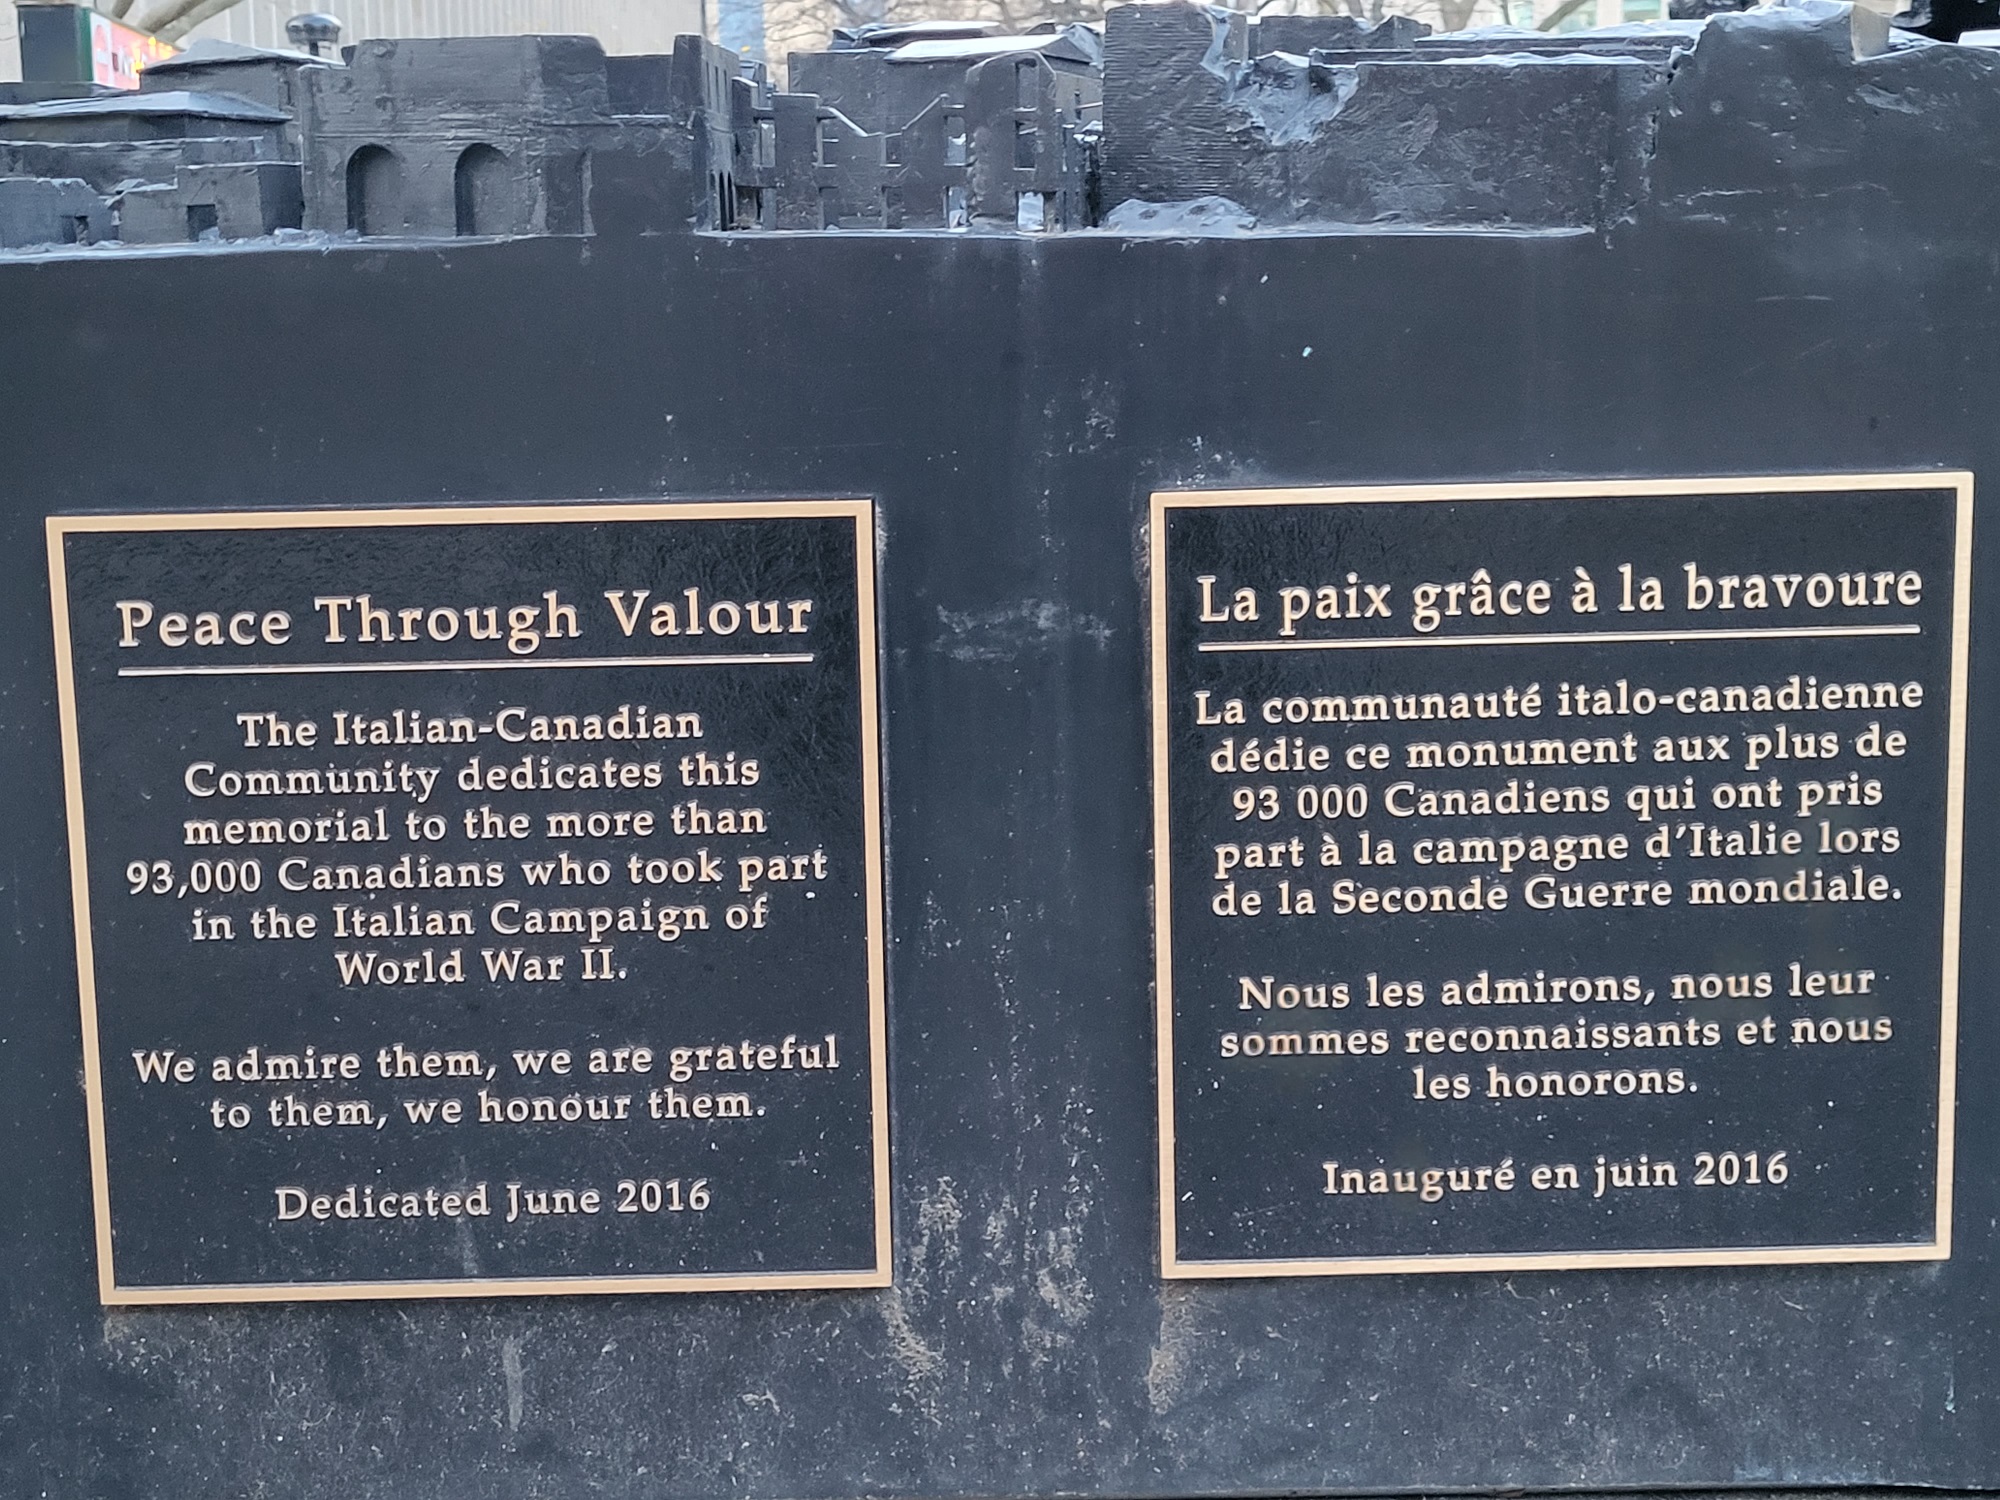 Peace Through Valour
The Italian-Canadian
Community dedicates this
memorial to the more than
93,000 Canadians who took part
in the Italian Campaign of
World War II.
We admire them, we are grateful
to them, we honour them.
Dedicated June 2016
La paix grâce à la bravoure
La communauté italo-canadienne
dédie ce monument aux plus de
93 000 Canadiens qui ont pris
part à la campagne d'Italie lors
de la Seconde Guerre mondiale.
Nous les admirons, nous leur
sommes reconnaissants et nous
les honorons.
Inauguré en juin 2016